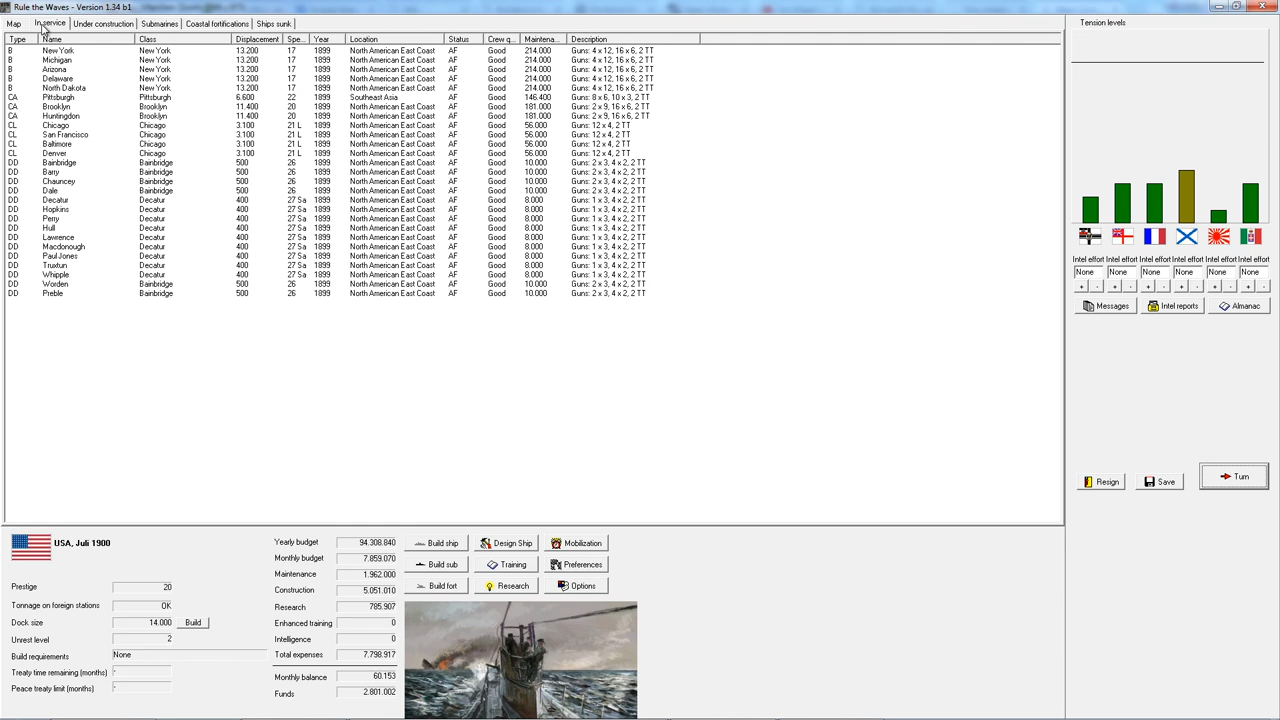 Rule the Waves - Version 1.34 b1
Map In service Under construction Submarines Coastal fortifications Ships sunk
Type Name Class Displacement Spe... Year Location Status Crew q... Maintena... Description
B New York New York 13.200 17 1899 North American East Coast AF Good 214.000 Guns: 4 x 12, 16 x 6, 2 TT
B Michigan New York 13.200 17 1899 North American East Coast AF Good 214.000 Guns: 4 x 12, 16 x 6, 2 TT
B Arizona New York 13.200 17 1899 North American East Coast AF Good 214.000 Guns: 4 x 12, 16 x 6, 2 TT
B Delaware New York 13.200 17 1899 North American East Coast AF Good 214.000 Guns: 4 x 12, 16 x 6, 2 TT
B North Dakota New York 13.200 17 1899 North American East Coast AF Good 214.000 Guns: 4 x 12, 16 x 6, 2 TT
CA Pittsburgh Pittsburgh 6.600 22 1899 Southeast Asia AF Good 146.400 Guns: 8 x 6, 10 x 3, 2 TT
CA Brooklyn Brooklyn 11.400 20 1899 North American East Coast AF Good 181.000 Guns: 2 x 9, 16 x 6, 2 TT
CA Huntingdon Brooklyn 11.400 20 1899 North American East Coast AF Good 181.000 Guns: 2 x 9, 16 x 6, 2 TT
CL Chicago Chicago 3.100 21 L 1899 North American East Coast AF Good 56.000 Guns: 12 x 4, 2 TT
CL San Francisco Chicago 3.100 21 L 1899 North American East Coast AF Good 56.000 Guns: 12 x 4, 2 TT
CL Baltimore Chicago 3.100 21 L 1899 North American East Coast AF Good 56.000 Guns: 12 x 4, 2 TT
CL Denver Chicago 3.100 21 L 1899 North American East Coast AF Good 56.000 Guns: 12 x 4, 2 TT
DD Bainbridge Bainbridge 500 26 1899 North American East Coast AF Good 10.000 Guns: 2 x 3, 4 x 2, 2 TT
DD Barry Bainbridge 500 26 1899 North American East Coast AF Good 10.000 Guns: 2 x 3, 4 x 2, 2 TT
DD Chauncey Bainbridge 500 26 1899 North American East Coast AF Good 10.000 Guns: 2 x 3, 4 x 2, 2 TT
DD Dale Bainbridge 500 26 1899 North American East Coast AF Good 10.000 Guns: 2 x 3, 4 x 2, 2 TT
DD Decatur Decatur 400 27 Sa 1899 North American East Coast AF Good 8.000 Guns: 1 x 3, 4 x 2, 2 TT
DD Hopkins Decatur 400 27 Sa 1899 North American East Coast AF Good 8.000 Guns: 1 x 3, 4 x 2, 2 TT
DD Perry Decatur 400 27 Sa 1899 North American East Coast AF Good 8.000 Guns: 1 x 3, 4 x 2, 2 TT
DD Hull Decatur 400 27 Sa 1899 North American East Coast AF Good 8.000 Guns: 1 x 3, 4 x 2, 2 TT
DD Lawrence Decatur 400 27 Sa 1899 North American East Coast AF Good 8.000 Guns: 1 x 3, 4 x 2, 2 TT
DD Macdonough Decatur 400 27 Sa 1899 North American East Coast AF Good 8.000 Guns: 1 x 3, 4 x 2, 2 TT
DD Paul Jones Decatur 400 27 Sa 1899 North American East Coast AF Good 8.000 Guns: 1 x 3, 4 x 2, 2 TT
DD Truxtun Decatur 400 27 Sa 1899 North American East Coast AF Good 8.000 Guns: 1 x 3, 4 x 2, 2 TT
DD Whipple Decatur 400 27 Sa 1899 North American East Coast AF Good 8.000 Guns: 1 x 3, 4 x 2, 2 TT
DD Worden Bainbridge 500 26 1899 North American East Coast AF Good 10.000 Guns: 2 x 3, 4 x 2, 2 TT
DD Preble Bainbridge 500 26 1899 North American East Coast AF Good 10.000 Guns: 2 x 3, 4 x 2, 2 TT
Tension levels
Intel effort Intel effort Intel effort Intel effort Intel effort Intel effort
None None None None None None
+ - + - + - + - + - + -
Messages Intel reports Almanac
Resign Save Turn
USA, Juli 1900
Prestige 20
Tonnage on foreign stations OK
Dock size 14.000 Build
Unrest level 2
Build requirements None
Treaty time remaining (months) -
Peace treaty limit (months) -
Yearly budget 94.308.840
Monthly budget 7.859.070
Maintenance 1.962.000
Construction 5.051.010
Research 785.907
Enhanced training 0
Intelligence 0
Total expenses 7.798.917
Monthly balance 60.153
Funds 2.801.002
Build ship Design Ship Mobilization
Build sub Training Preferences
Build fort Research Options